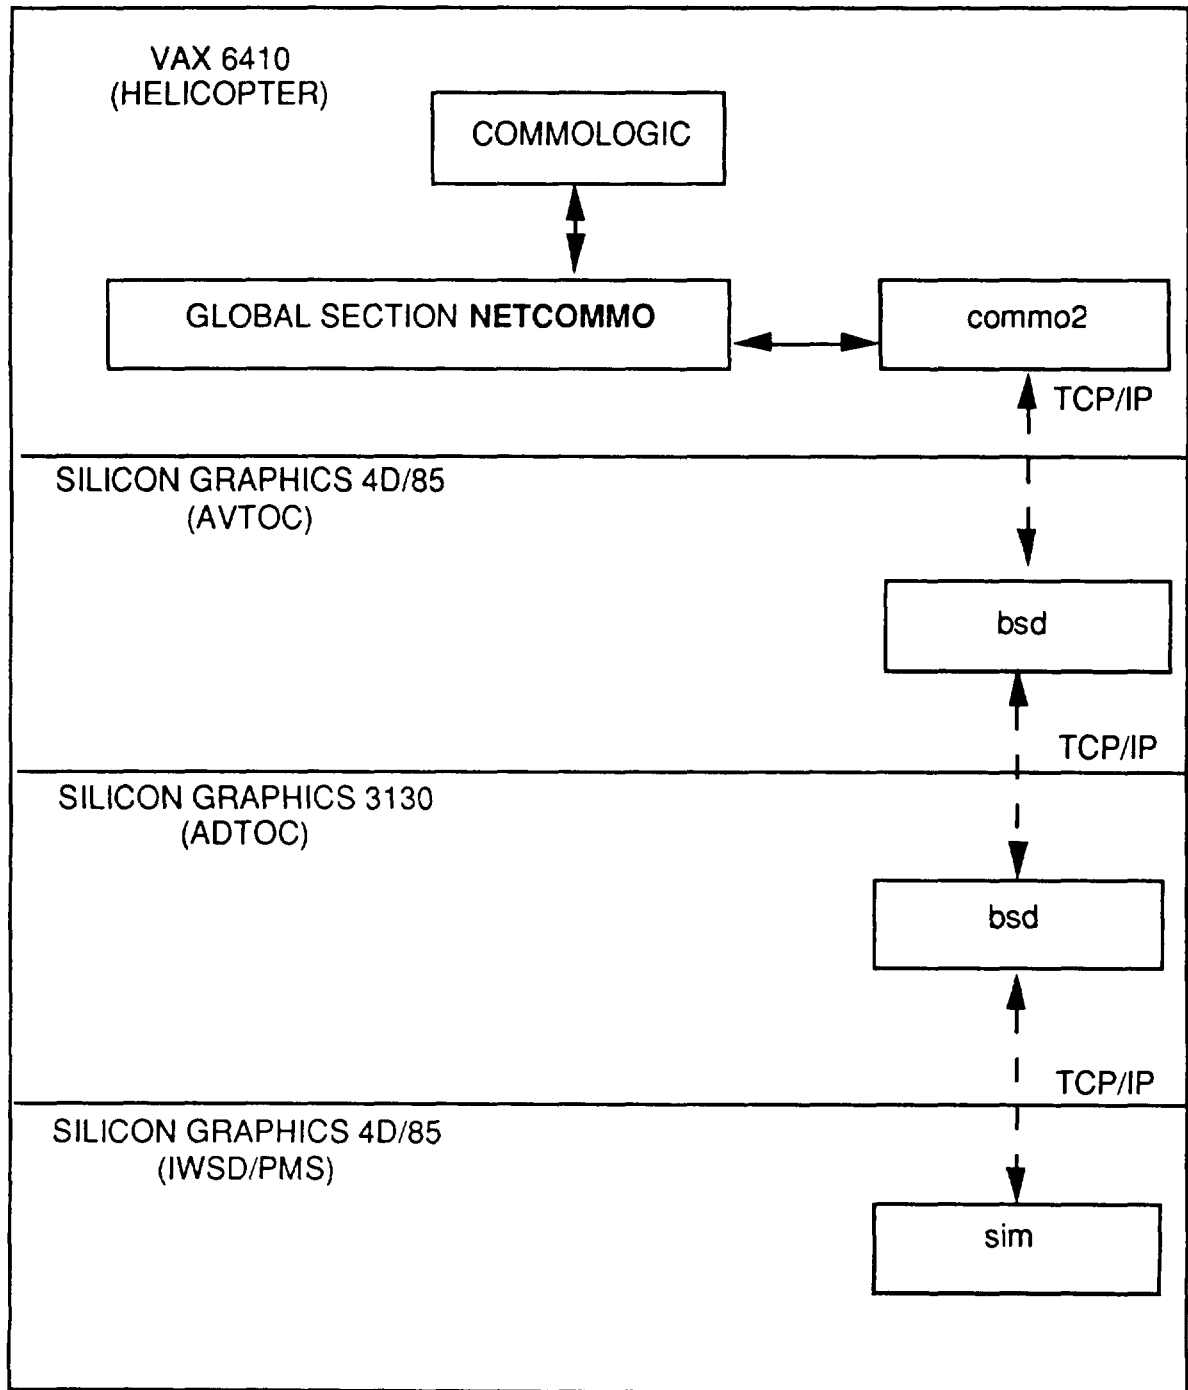 VAX 6410
(HELICOPTER)
COMMOLOGIC
GLOBAL SECTION NETCOMMO
commo2
TCP/IP
SILICON GRAPHICS 4D/85
(AVTOC)
bsd
TCP/IP
SILICON GRAPHICS 3130
(ADTOC)
bsd
TCP/IP
SILICON GRAPHICS 4D/85
(IWSD/PMS)
sim